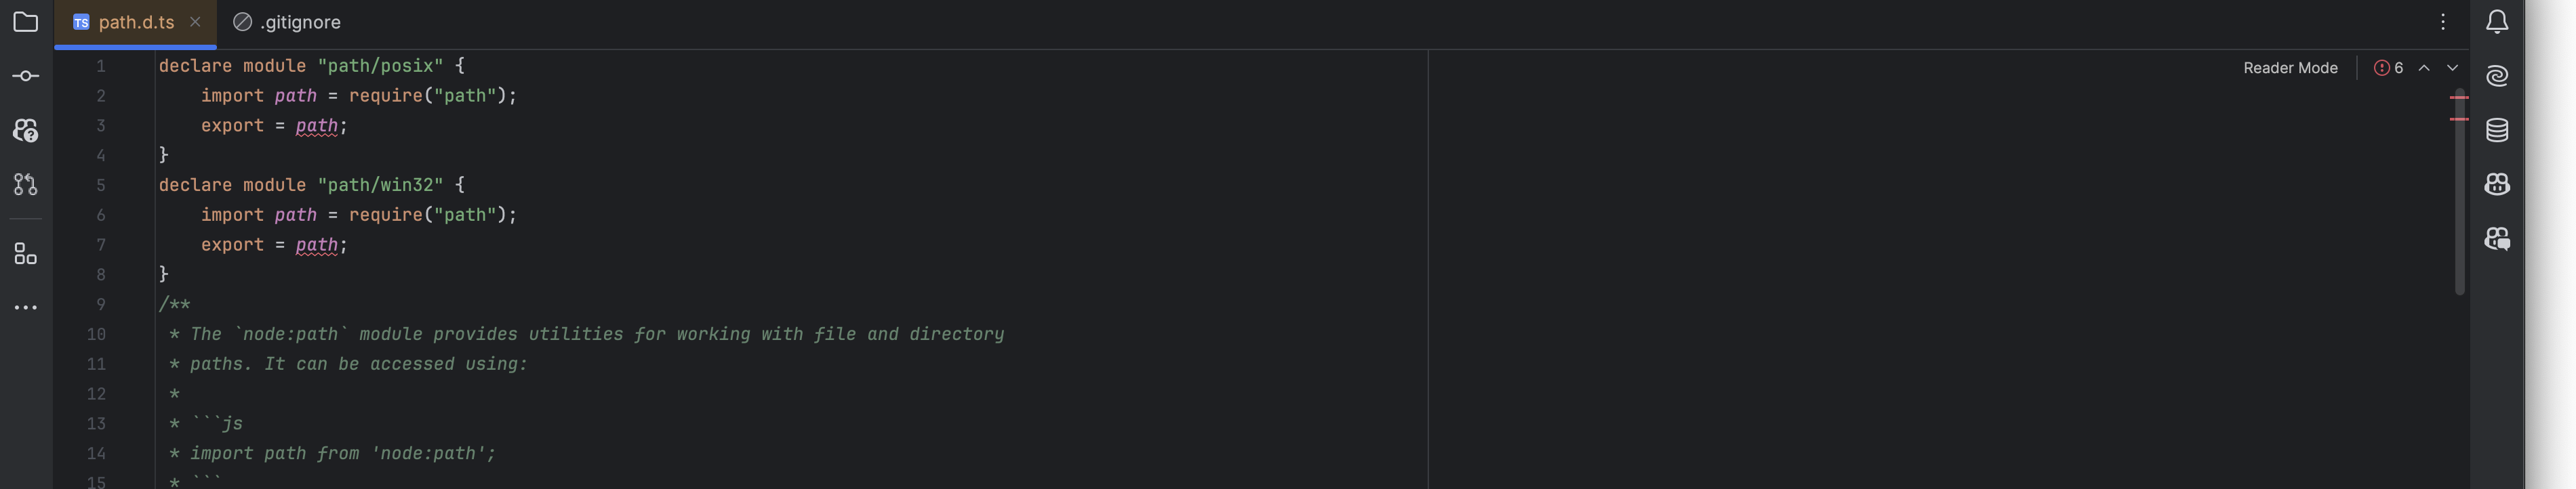 TS path.d.ts
.gitignore
Reader Mode
6
1 declare module "path/posix" {
2 import path = require("path");
3 export = path;
4 }
5 declare module "path/win32" {
6 import path = require("path");
7 export = path;
8 }
9 /**
10 * The `node:path` module provides utilities for working with file and directory
11 * paths. It can be accessed using:
12 *
13 * ```js
14 * import path from 'node:path';
15 * ```